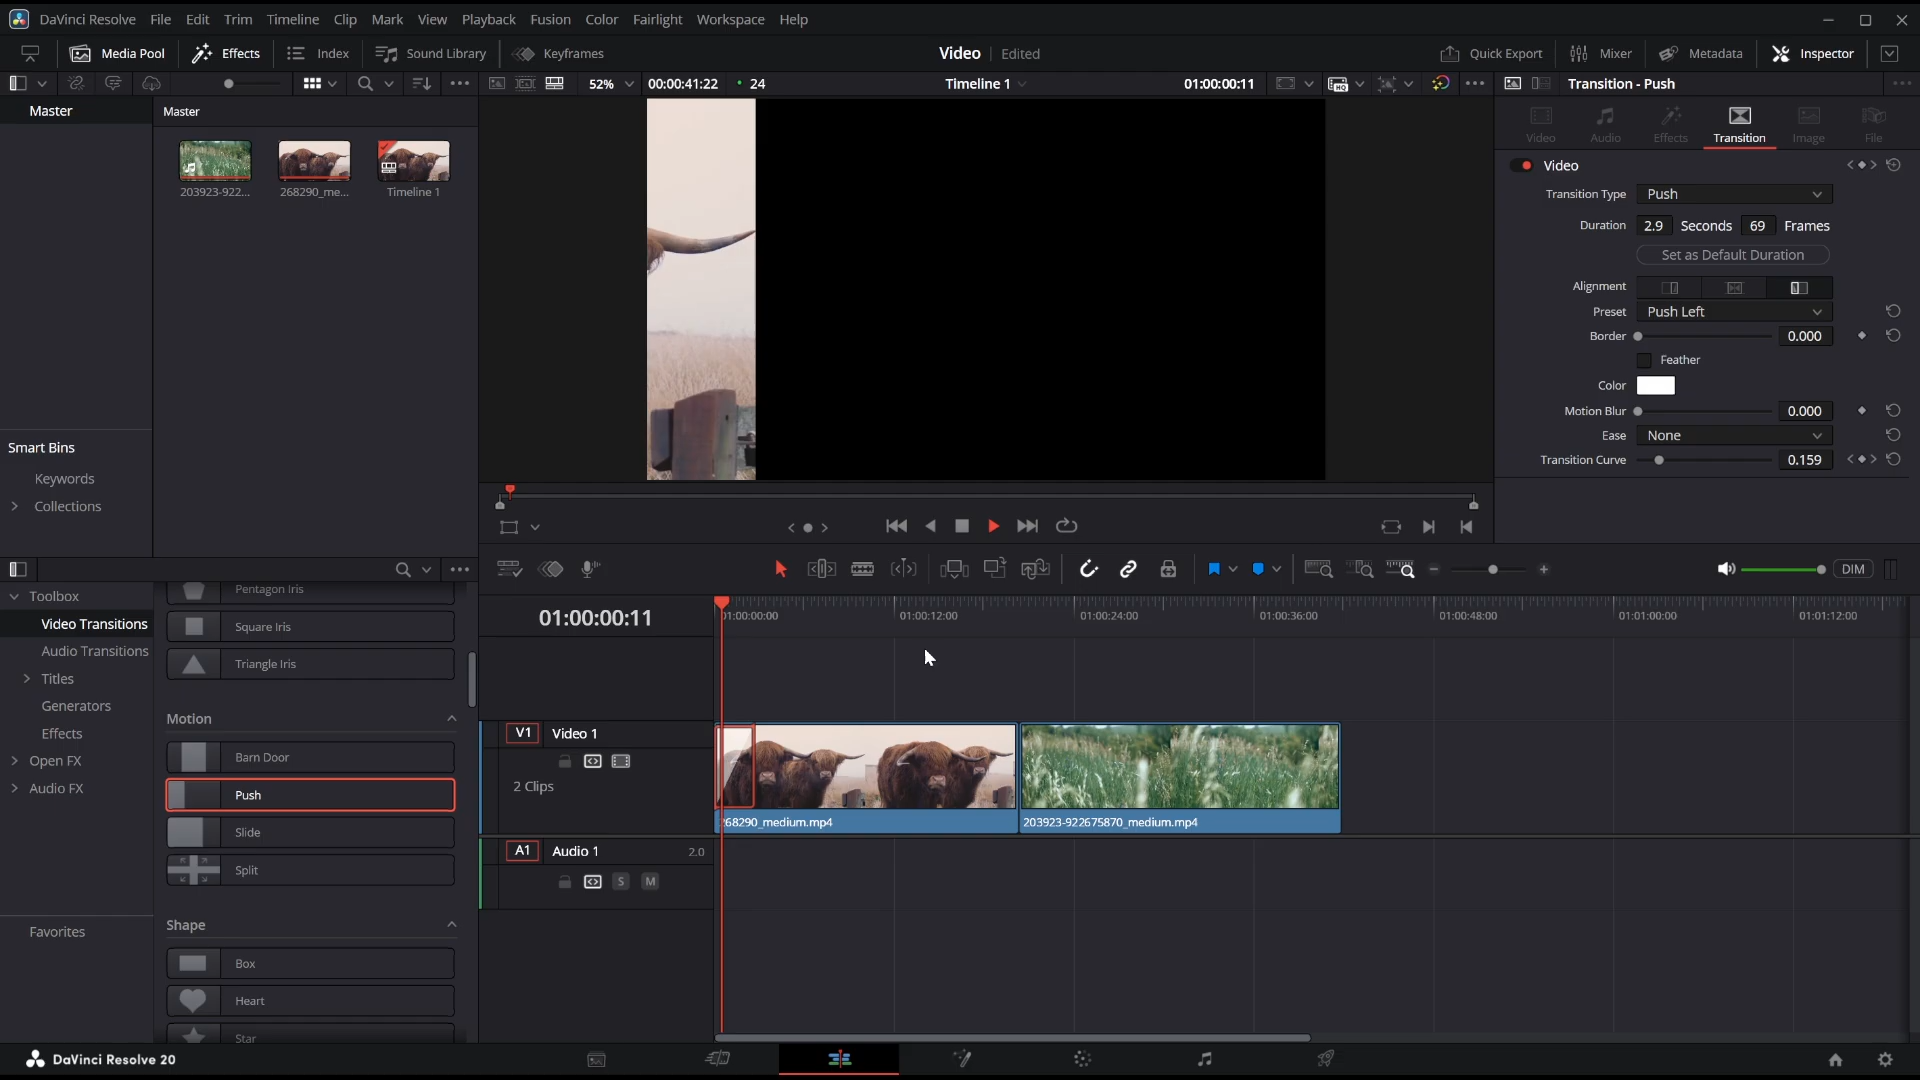 DaVinci Resolve File Edit Trim Timeline Clip Mark View Playback Fusion Color Fairlight Workspace Help
Media Pool Effects Index Sound Library Keyframes Video Edited Quick Export Mixer Metadata Inspector
52% 00:00:41:22 24 Timeline 1 01:00:00:11 Transition - Push
Master
Master
203923-922... 268290_me... Timeline 1
Video Audio Effects Transition Image File
Video
Transition Type Push
Duration 2.9 Seconds 69 Frames
Set as Default Duration
Alignment
Preset Push Left
Border 0.000
Feather
Color
Motion Blur 0.000
Ease None
Transition Curve 0.159
Smart Bins
Keywords
Collections
DIM
Toolbox
Video Transitions
Audio Transitions
Titles
Generators
Effects
Open FX
Audio FX
Favorites
Pentagon Iris
Square Iris
Triangle Iris
Motion
Barn Door
Push
Slide
Split
Shape
Box
Heart
Star
01:00:00:11
01:00:12:00 01:00:24:00 01:00:36:00 01:00:48:00 01:01:00:00 01:01:12:00
V1 Video 1
2 Clips
68290_medium.mp4 203923-922675870_medium.mp4
A1 Audio 1 2.0
S M
DaVinci Resolve 20